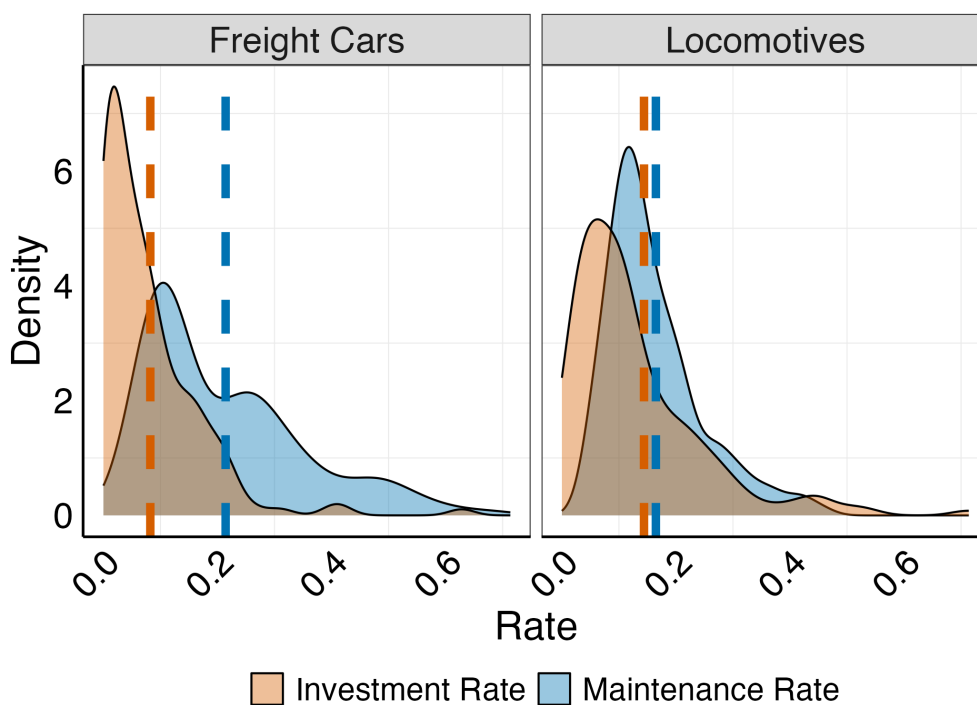 Freight Cars
Locomotives
Density
6
4
2
0
0.0
0.2
0.4
0.6
0.0
0.2
0.4
0.6
Rate
Investment Rate
Maintenance Rate